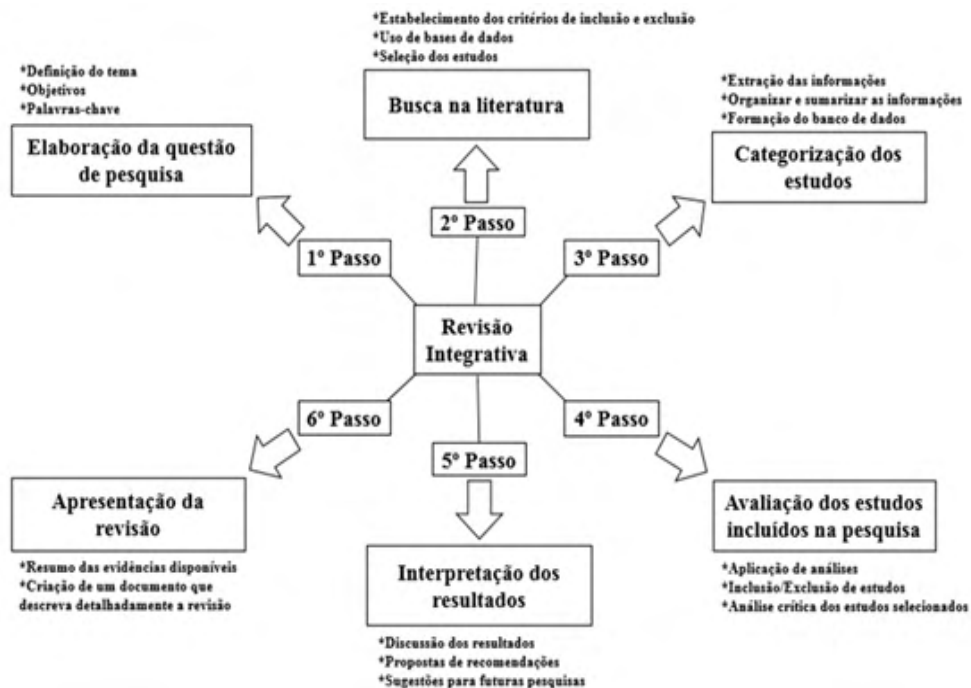 *Definição do tema
*Objetivos
*Palavras-chave
Elaboração da questão
de pesquisa
1º Passo
*Estabelecimento dos critérios de inclusão e exclusão
*Uso de bases de dados
*Seleção dos estudos
Busca na literatura
2º Passo
*Extração das informações
*Organizar e sumarizar as informações
*Formação do banco de dados
Categorização dos
estudos
3º Passo
Revisão
Integrativa
4º Passo
Avaliação dos estudos
incluídos na pesquisa
*Aplicação de análises
*Inclusão/Exclusão de estudos
*Análise crítica dos estudos selecionados
5º Passo
Interpretação dos
resultados
*Discussão dos resultados
*Propostas de recomendações
*Sugestões para futuras pesquisas
6º Passo
Apresentação da
revisão
*Resumo das evidências disponíveis
*Criação de um documento que
descreva detalhadamente a revisão